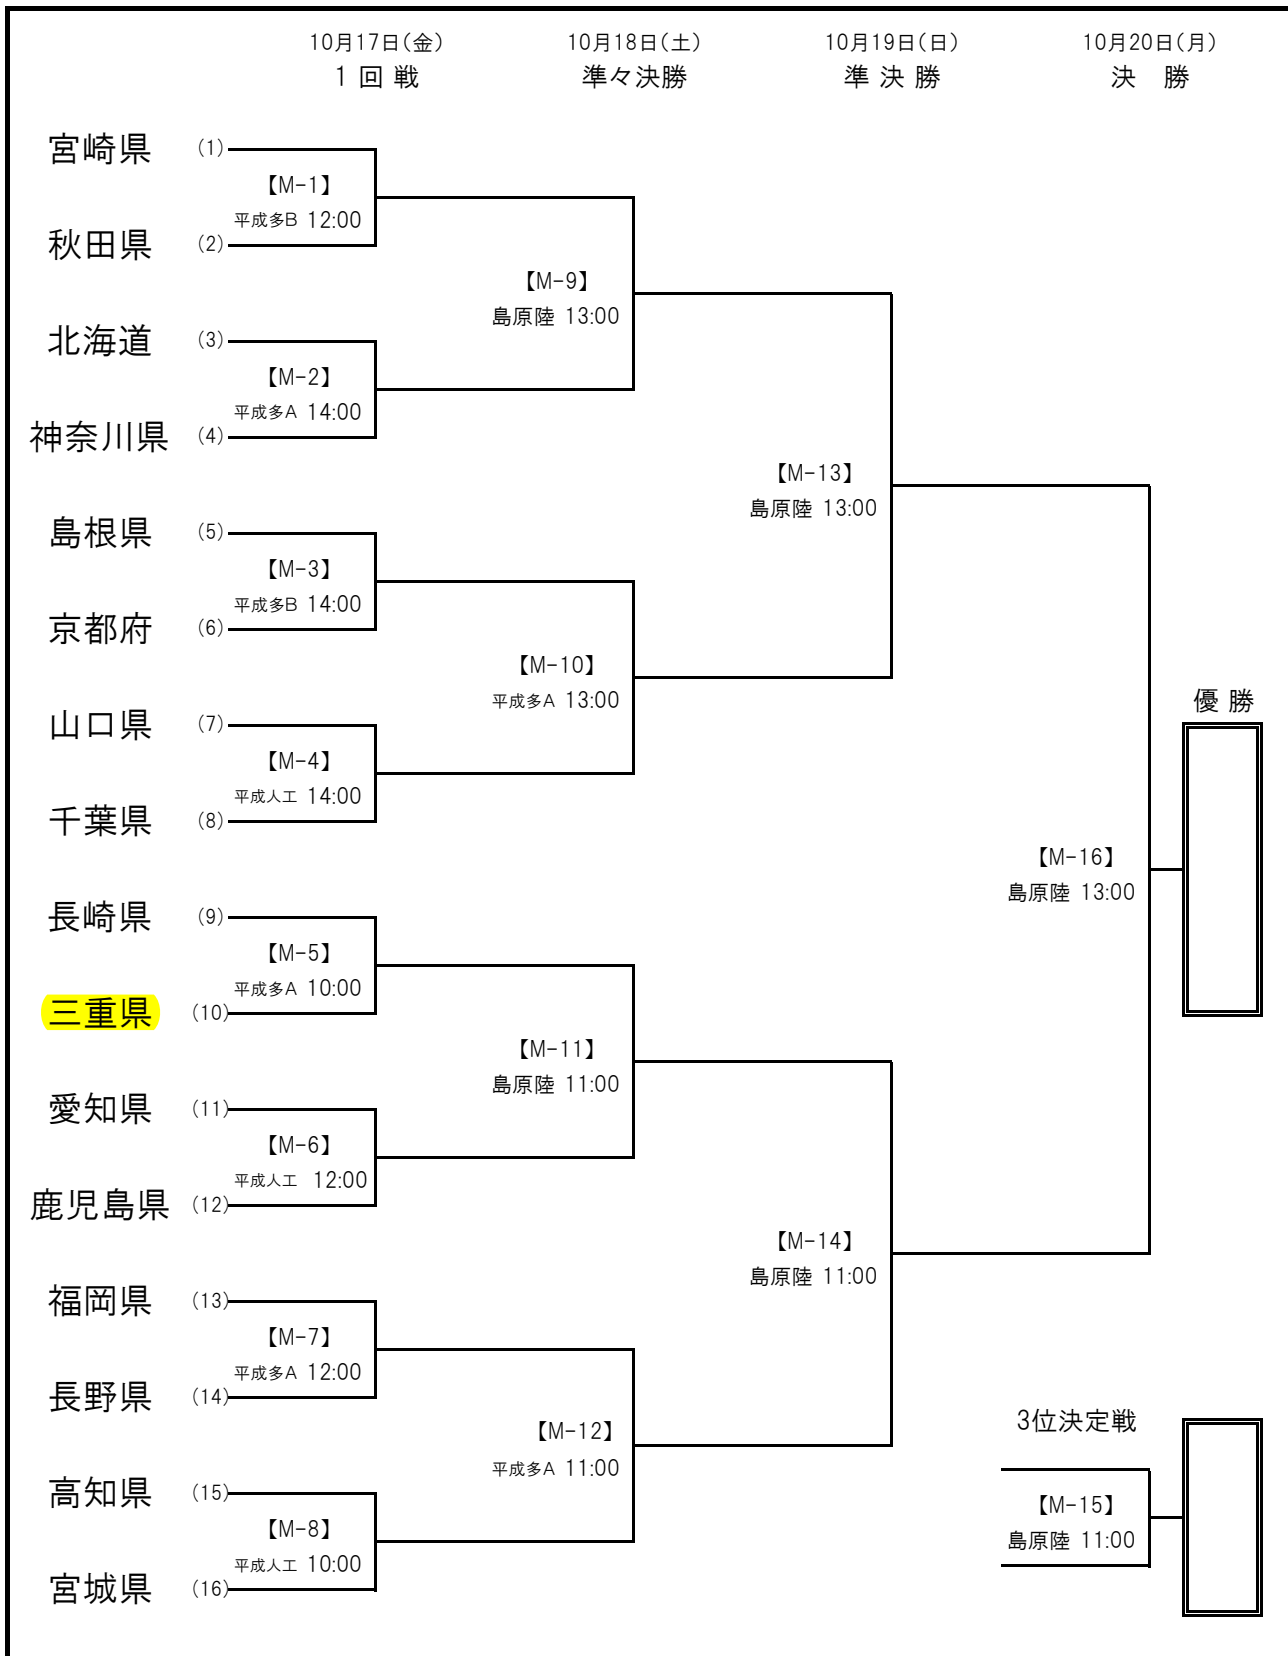 10月17日(金) 10月18日(土) 10月19日(日) 10月20日(月)
1 回 戦 準々決勝 準 決 勝 決 勝
宮崎県 (1)
【M-1】
平成多B 12:00
秋田県 (2)
【M-9】
島原陸 13:00
北海道 (3)
【M-2】
平成多A 14:00
神奈川県 (4)
【M-13】
島原陸 13:00
島根県 (5)
【M-3】
平成多B 14:00
京都府 (6)
【M-10】
平成多A 13:00
山口県 (7)
優 勝
【M-4】
平成人工 14:00
千葉県 (8)
【M-16】
島原陸 13:00
長崎県 (9)
【M-5】
平成多A 10:00
三重県 (10)
【M-11】
島原陸 11:00
愛知県 (11)
【M-6】
平成人工 12:00
鹿児島県 (12)
【M-14】
島原陸 11:00
福岡県 (13)
【M-7】
平成多A 12:00
長野県 (14)
3位決定戦
【M-12】
平成多A 11:00
高知県 (15)
【M-15】
島原陸 11:00
【M-8】
平成人工 10:00
宮城県 (16)